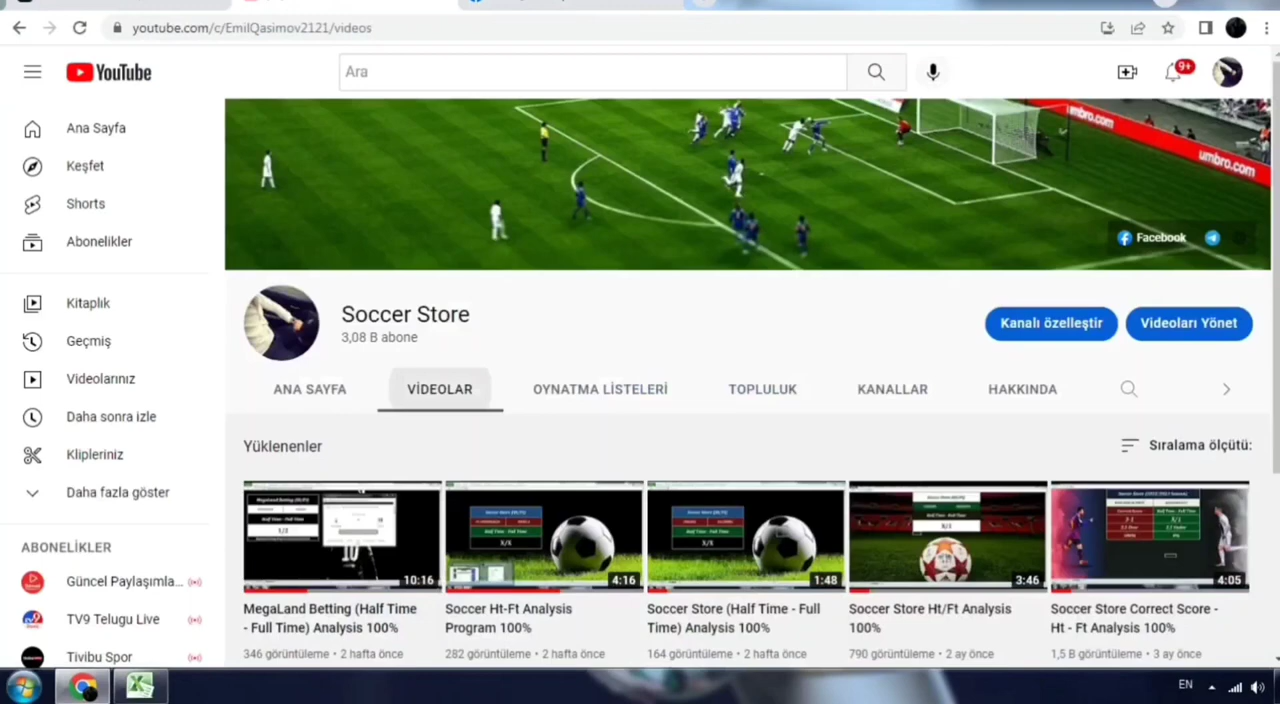 youtube.com/c/EmilQasimov2121/videos
YouTube
Ara
9+
Ana Sayfa
Keşfet
Shorts
Abonelikler
Kitaplık
Geçmiş
Videolarınız
Daha sonra izle
Klipleriniz
Daha fazla göster
ABONELİKLER
Güncel Paylaşımla...
TV9 Telugu Live
Tivibu Spor
umbro.com
umbro.com
Facebook
Soccer Store
3,08 B abone
Kanalı özelleştir
Videoları Yönet
ANA SAYFA
VİDEOLAR
OYNATMA LİSTELERİ
TOPLULUK
KANALLAR
HAKKINDA
Yüklenenler
Sıralama ölçütü:
10:16
MegaLand Betting (Half Time
- Full Time) Analysis 100%
346 görüntüleme • 2 hafta önce
4:16
Soccer Ht-Ft Analysis
Program 100%
282 görüntüleme • 2 hafta önce
1:48
Soccer Store (Half Time - Full
Time) Analysis 100%
164 görüntüleme • 2 hafta önce
3:46
Soccer Store Ht/Ft Analysis
100%
790 görüntüleme • 2 ay önce
4:05
Soccer Store Correct Score -
Ht - Ft Analysis 100%
1,5 B görüntüleme • 3 ay önce
EN